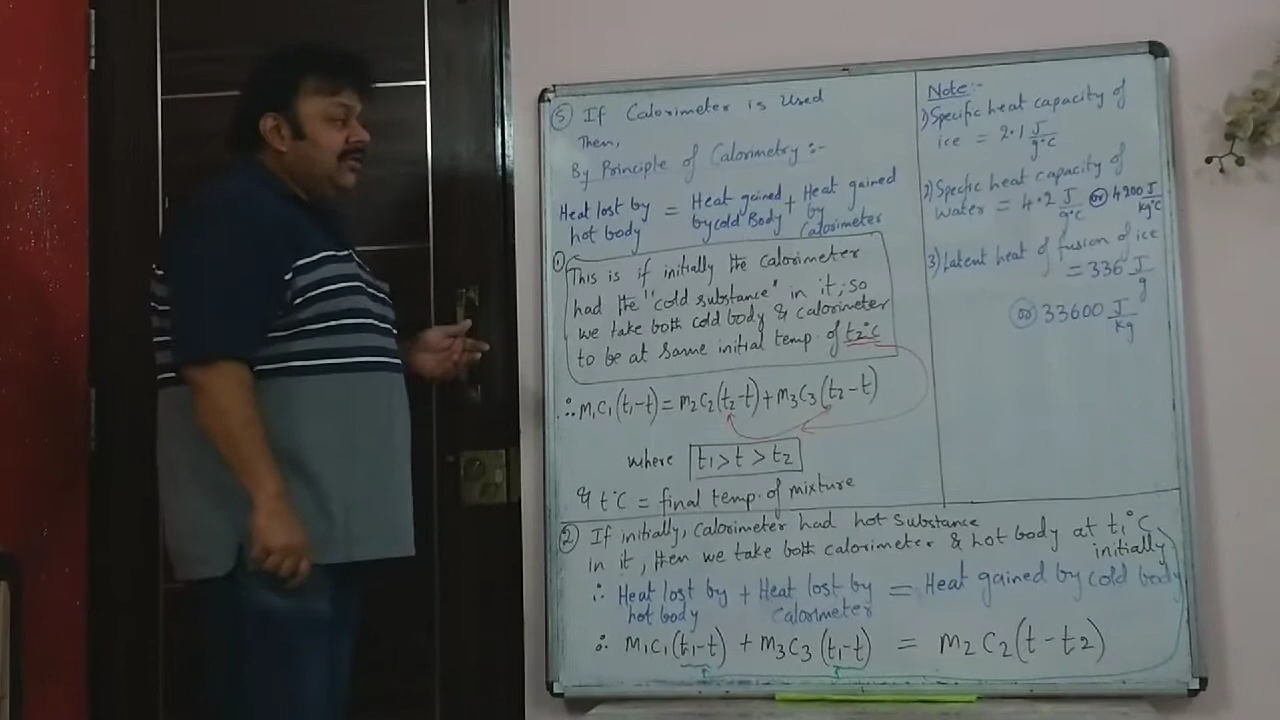 ⑤ If Calorimeter is Used
Then,
By Principle of Calorimetry :-
Heat lost by hot body = Heat gained by cold Body + Heat gained by Calorimeter
① This is if initially the calorimeter
had the "cold substance" in it, so
we take both cold body & calorimeter
to be at same initial temp. of t₂°C
∴ m₁c₁(t₁-t) = m₂c₂(t₂-t) + m₃c₃(t₂-t)
where t₁>t>t₂
& t°C = final temp. of mixture
Note:-
1) Specific heat capacity of
ice = 2.1 J/g°C
2) Specific heat capacity of
water = 4.2 J/g°C or 4200 J/kg°C
3) Latent heat of fusion of ice
= 336 J/g
or 33600 J/kg
② If initially, calorimeter had hot substance
in it, then we take both calorimeter & hot body at t₁°C
initially
∴ Heat lost by hot body + Heat lost by calorimeter = Heat gained by cold body
∴ m₁c₁(t₁-t) + m₃c₃(t₁-t) = m₂c₂(t-t₂)